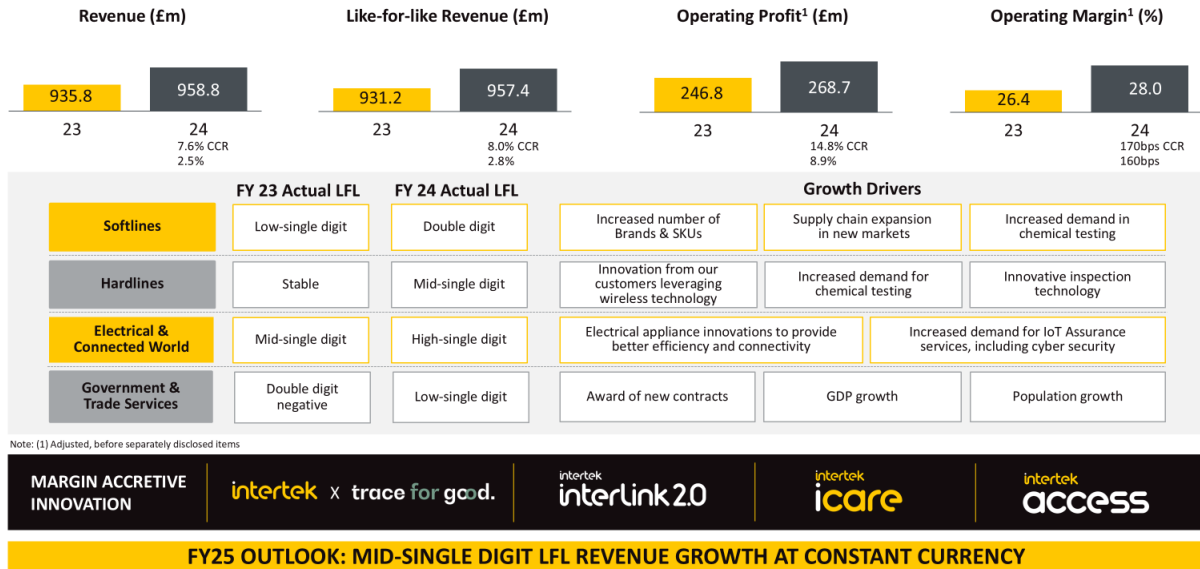 Revenue (£m)
935.8
958.8
23
24
7.6% CCR
2.5%
Like-for-like Revenue (£m)
931.2
957.4
23
24
8.0% CCR
2.8%
Operating Profit¹ (£m)
246.8
268.7
23
24
14.8% CCR
8.9%
Operating Margin¹ (%)
26.4
28.0
23
24
170bps CCR
160bps
FY 23 Actual LFL
FY 24 Actual LFL
Growth Drivers
Softlines
Low-single digit
Double digit
Increased number of
Brands & SKUs
Supply chain expansion
in new markets
Increased demand in
chemical testing
Hardlines
Stable
Mid-single digit
Innovation from our
customers leveraging
wireless technology
Increased demand for
chemical testing
Innovative inspection
technology
Electrical &
Connected World
Mid-single digit
High-single digit
Electrical appliance innovations to provide
better efficiency and connectivity
Increased demand for IoT Assurance
services, including cyber security
Government &
Trade Services
Double digit
negative
Low-single digit
Award of new contracts
GDP growth
Population growth
Note: (1) Adjusted, before separately disclosed items
MARGIN ACCRETIVE
INNOVATION
intertek x trace for good.
intertek
interlink 2.0
intertek
icare
intertek
access
FY25 OUTLOOK: MID-SINGLE DIGIT LFL REVENUE GROWTH AT CONSTANT CURRENCY